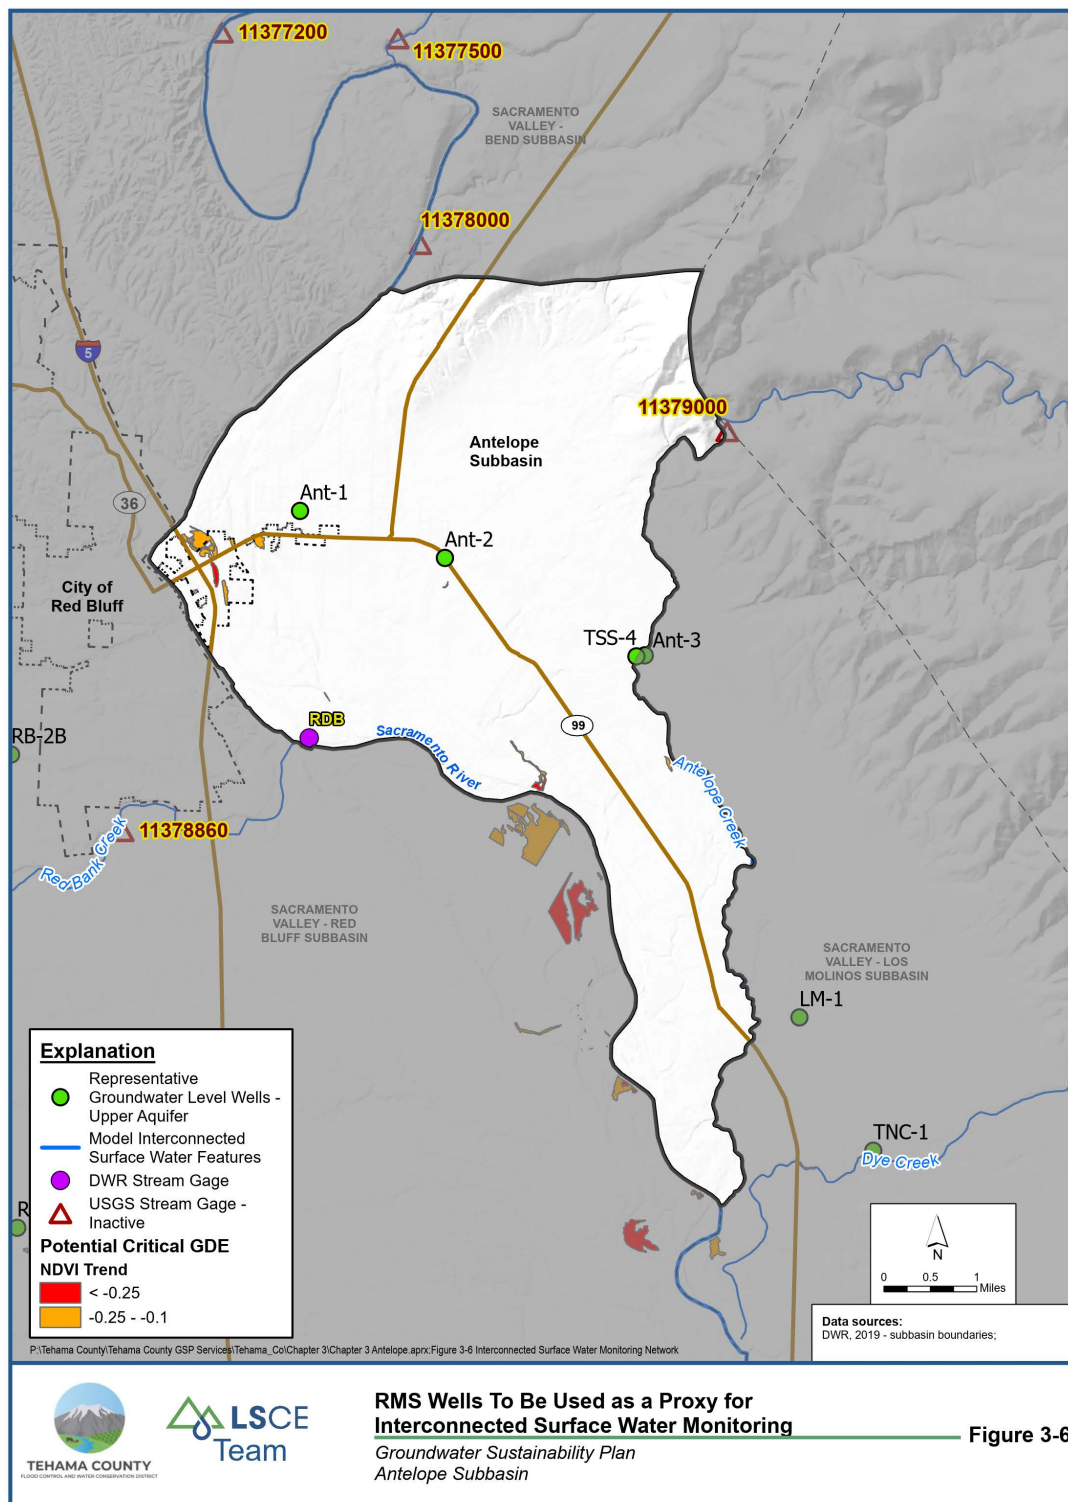 11377200
11377500
SACRAMENTO
VALLEY -
BEND SUBBASIN
11378000
5
11379000
Antelope
Subbasin
36
Ant-1
Ant-2
City of
Red Bluff
TSS-4
Ant-3
RDB
Sacramento River
99
RB-2B
Antelope Creek
11378860
Red Bank Creek
SACRAMENTO
VALLEY - RED
BLUFF SUBBASIN
SACRAMENTO
VALLEY - LOS
MOLINOS SUBBASIN
LM-1
TNC-1
Dye Creek
R
Explanation
Representative
Groundwater Level Wells -
Upper Aquifer
Model Interconnected
Surface Water Features
DWR Stream Gage
USGS Stream Gage -
Inactive
Potential Critical GDE
NDVI Trend
< -0.25
-0.25 - -0.1
N
0 0.5 1
Miles
Data sources:
DWR, 2019 - subbasin boundaries;
P:\Tehama County\Tehama County GSP Services\Tehama_Co\Chapter 3\Chapter 3 Antelope.aprx:Figure 3-6 Interconnected Surface Water Monitoring Network
TEHAMA COUNTY
FLOOD CONTROL AND WATER CONSERVATION DISTRICT
LSCE
Team
RMS Wells To Be Used as a Proxy for
Interconnected Surface Water Monitoring
Groundwater Sustainability Plan
Antelope Subbasin
Figure 3-6